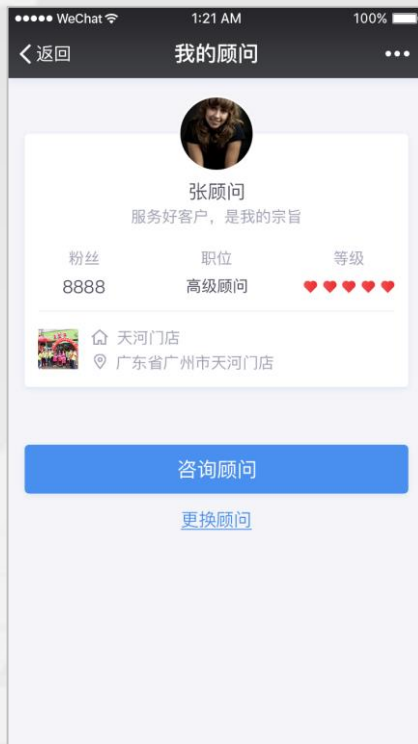 WeChat 1:21 AM 100%
返回 我的顾问
张顾问
服务好客户，是我的宗旨
粉丝 职位 等级
8888 高级顾问
天河门店
广东省广州市天河门店
咨询顾问
更换顾问